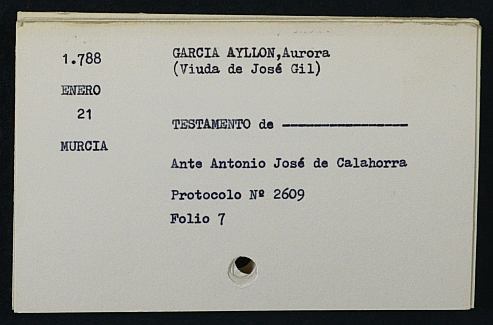 1.788
GARCIA AYLLON,Aurora
(Viuda de José Gil)
ENERO
21
TESTAMENTO de ----------------
MURCIA
Ante Antonio José de Calahorra
Protocolo Nº 2609
Folio 7